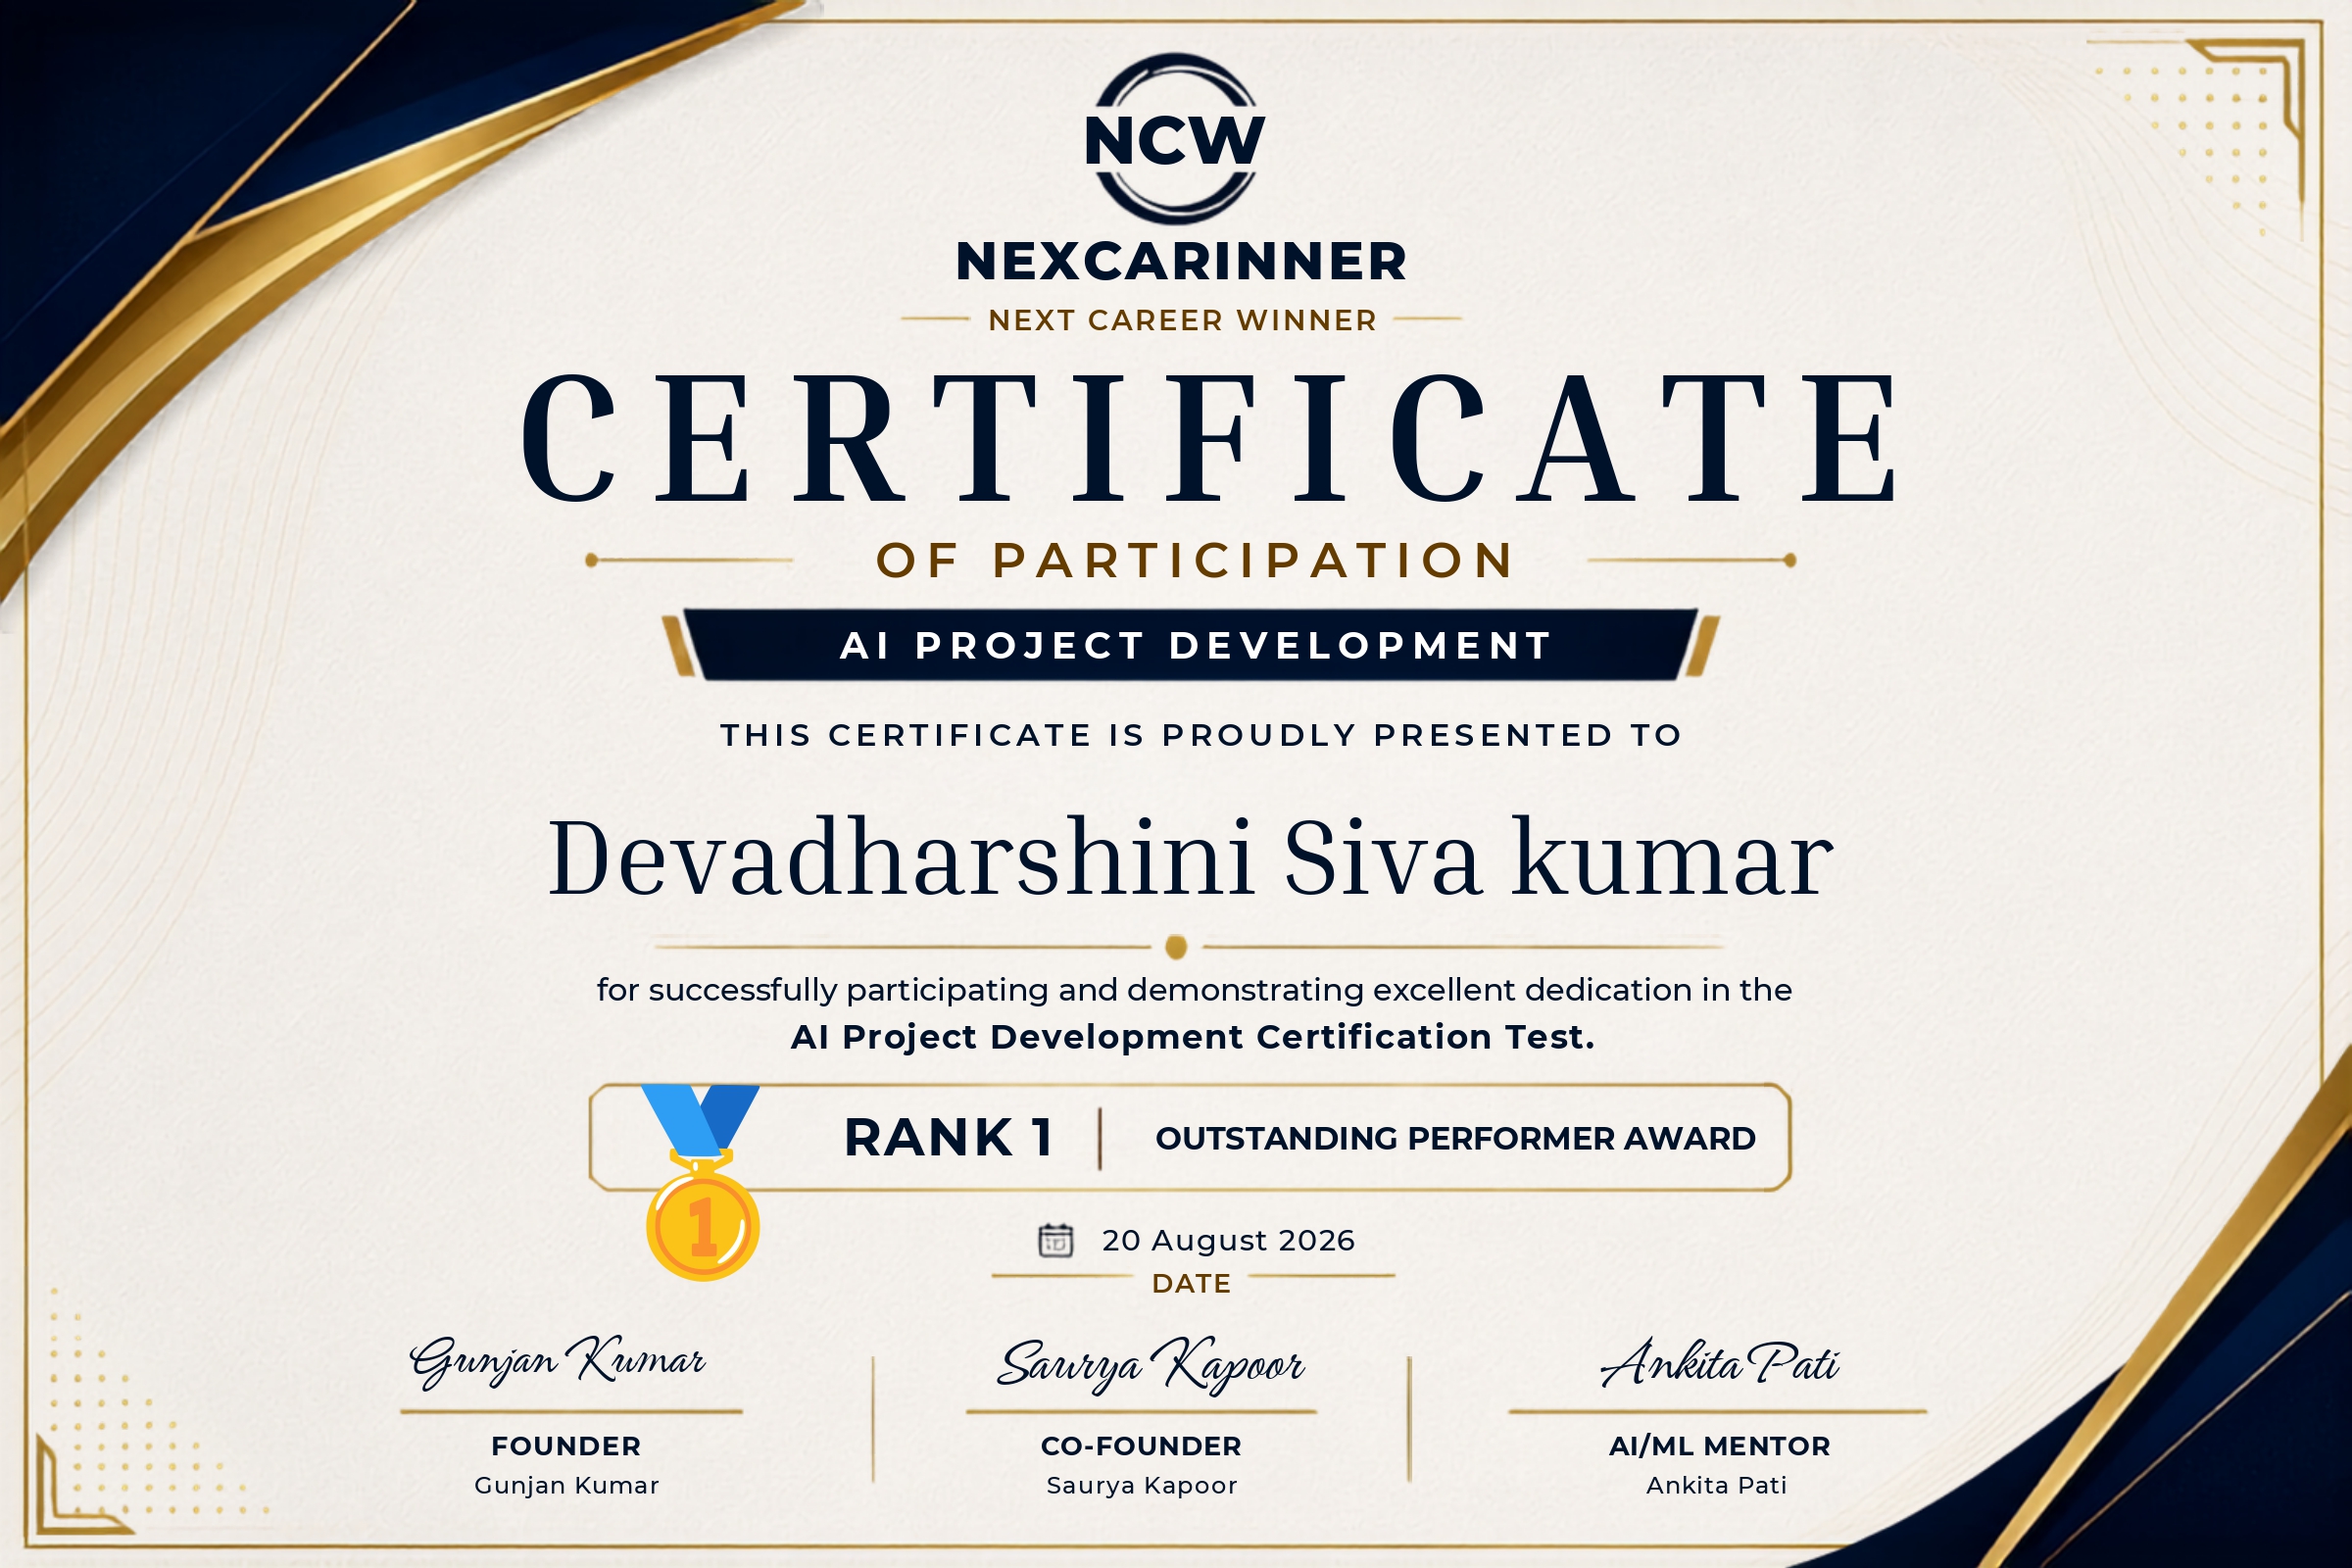 NCW
NEXCARINNER
NEXT CAREER WINNER
CERTIFICATE
OF PARTICIPATION
AI PROJECT DEVELOPMENT
THIS CERTIFICATE IS PROUDLY PRESENTED TO
Devadharshini Siva kumar
for successfully participating and demonstrating excellent dedication in the
AI Project Development Certification Test.
RANK 1 | OUTSTANDING PERFORMER AWARD
1
20 August 2026
DATE
Gunjan Kumar Saurya Kapoor Ankita Pati
FOUNDER CO-FOUNDER AI/ML MENTOR
Gunjan Kumar Saurya Kapoor Ankita Pati